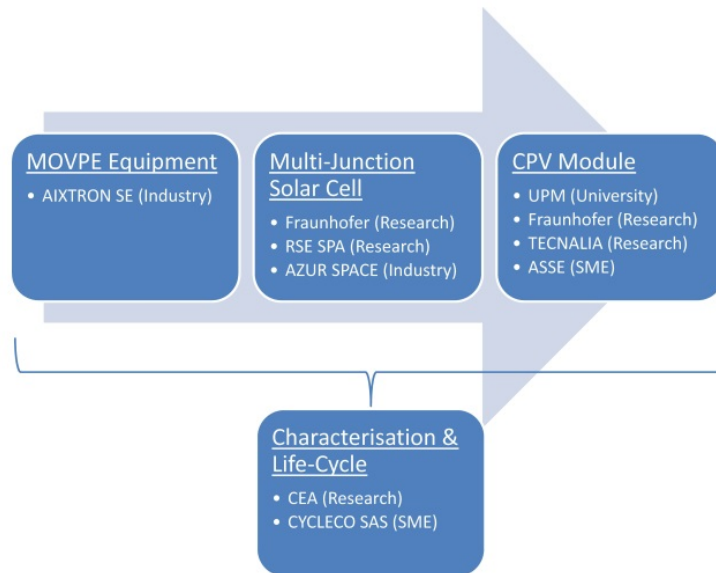 MOVPE Equipment
• AIXTRON SE (Industry)
Multi-Junction
Solar Cell
• Fraunhofer (Research)
• RSE SPA (Research)
• AZUR SPACE (Industry)
CPV Module
• UPM (University)
• Fraunhofer (Research)
• TECNALIA (Research)
• ASSE (SME)
Characterisation &
Life-Cycle
• CEA (Research)
• CYCLECO SAS (SME)